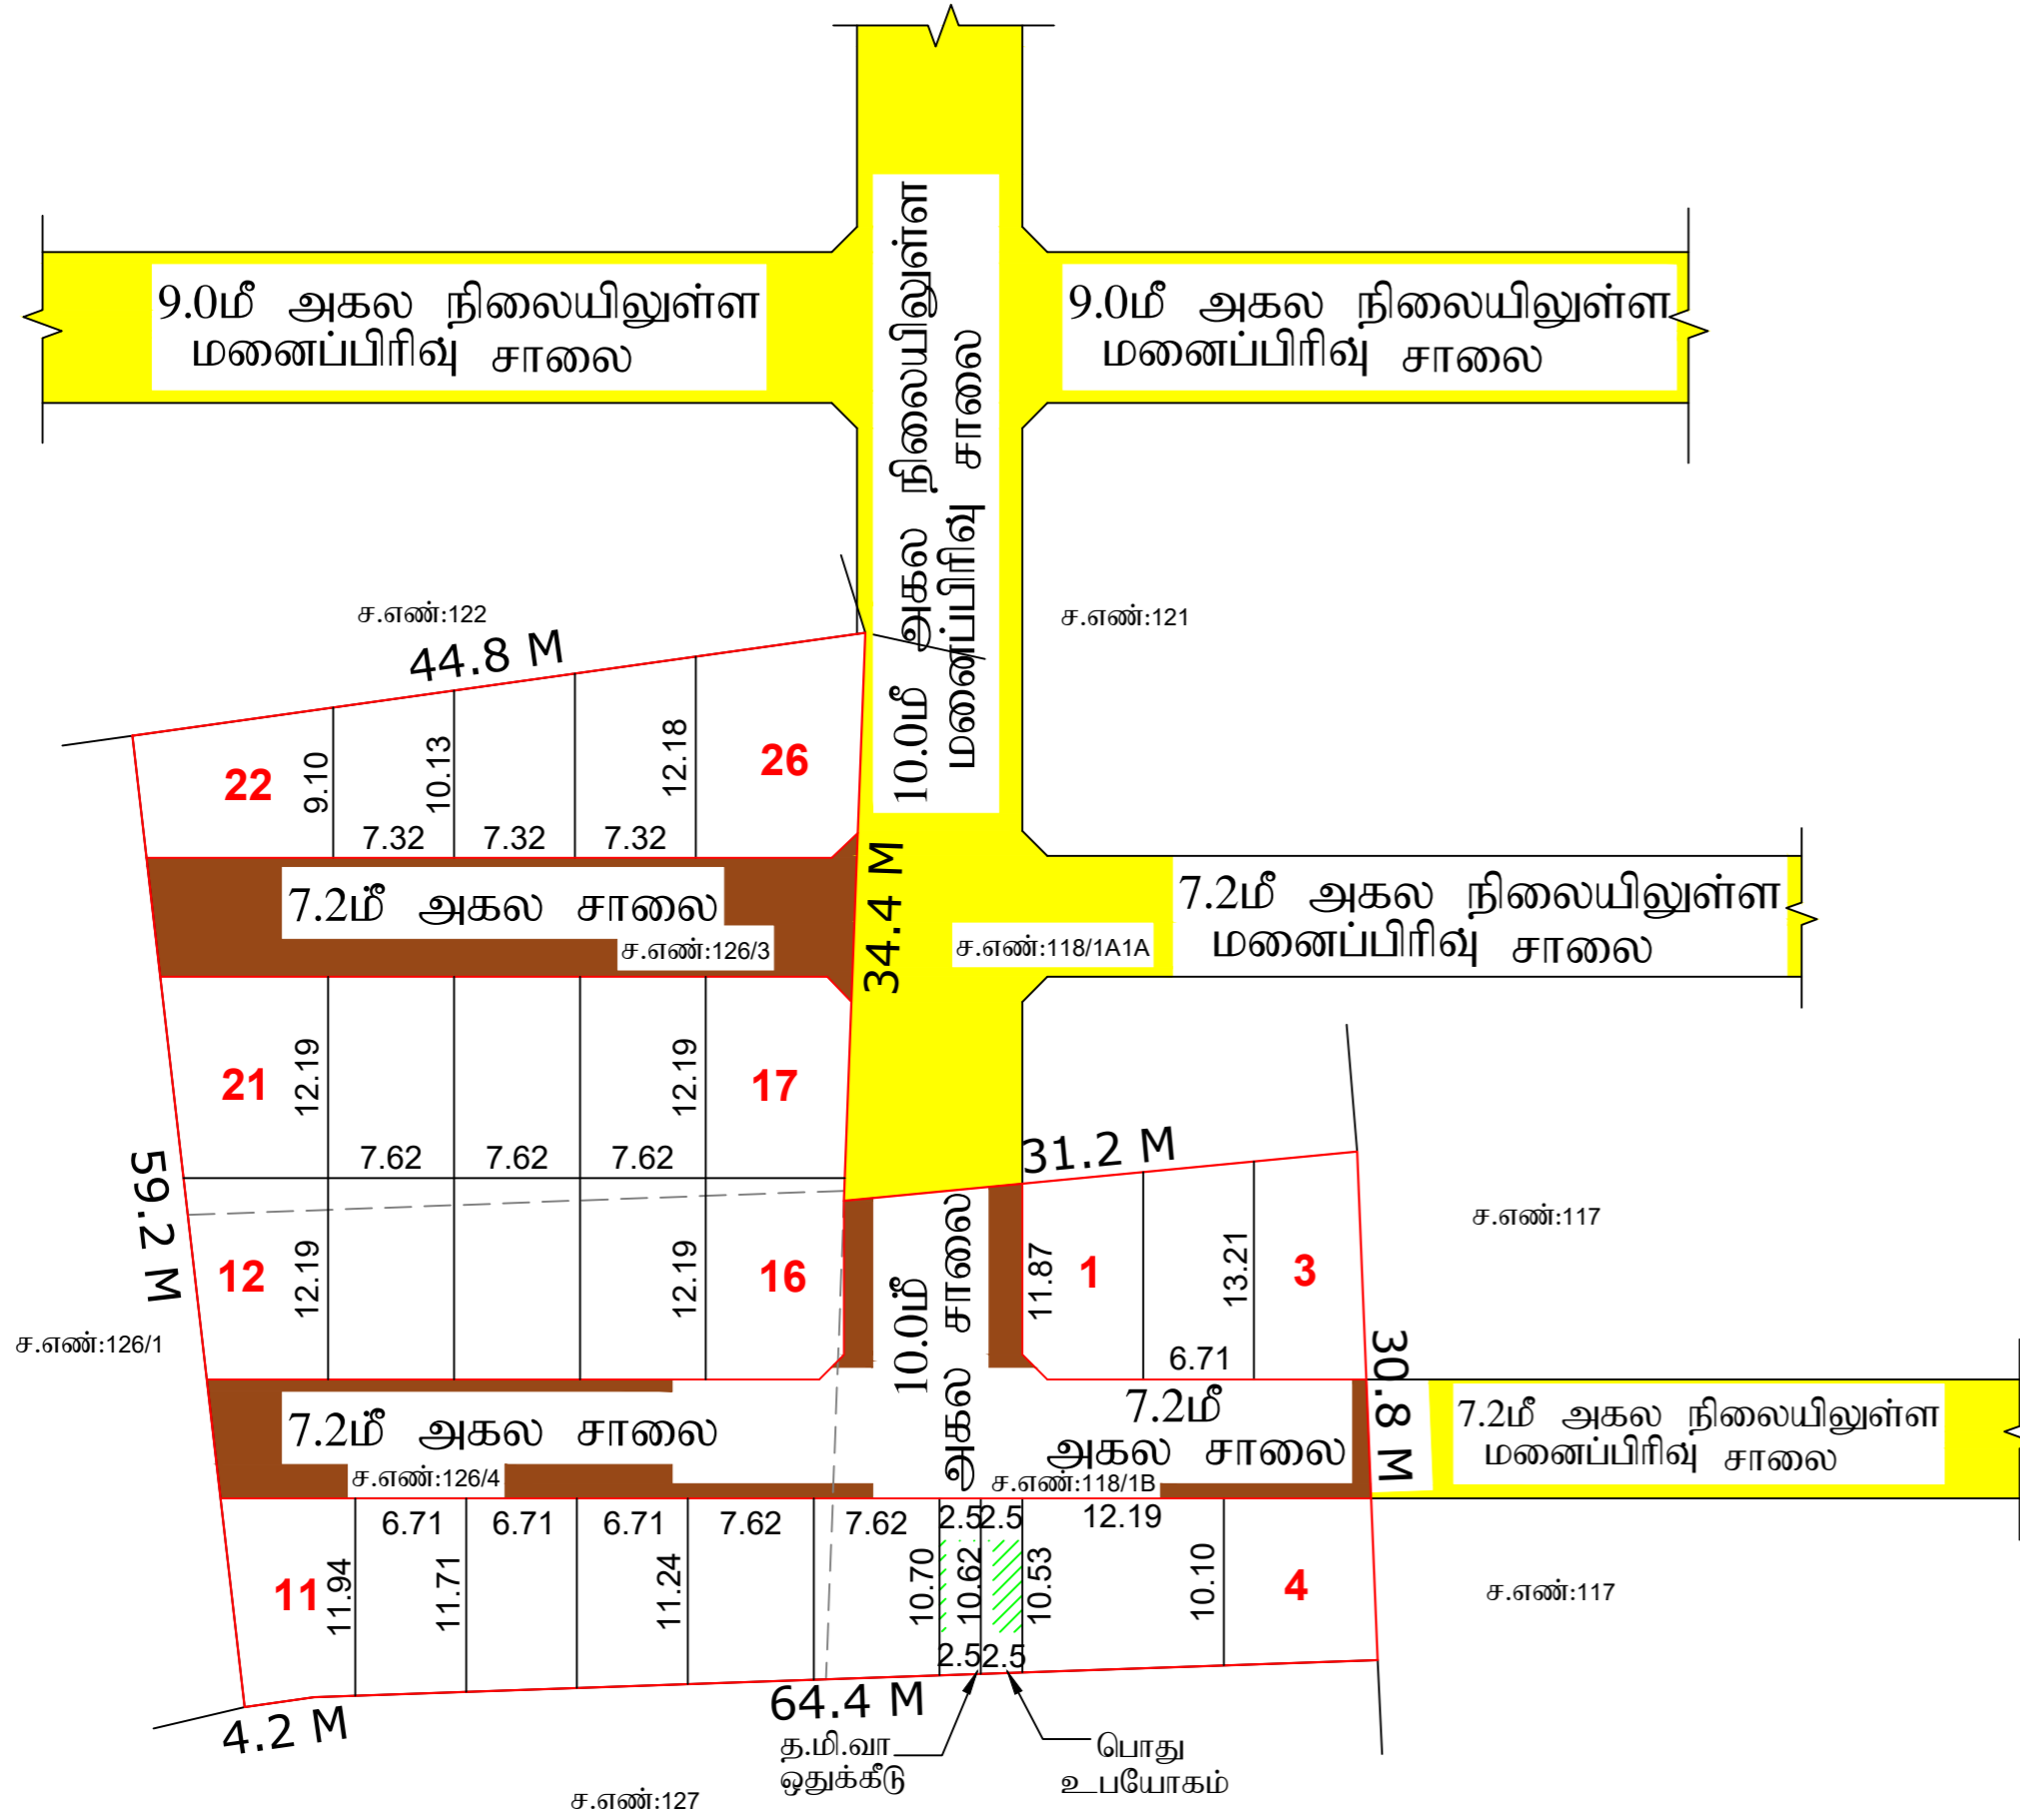 9.0மீ அகல நிலையிலுள்ள
மனைப்பிரிவு சாலை
10.0மீ அகல நிலையிலுள்ள
மனைப்பிரிவு சாலை
9.0மீ அகல நிலையிலுள்ள
மனைப்பிரிவு சாலை
ச.எண்:122
ச.எண்:121
44.8 M
22
9.10
10.13
12.18
26
7.32
7.32
7.32
34.4 M
7.2மீ அகல சாலை
ச.எண்:126/3
ச.எண்:118/1A1A
7.2மீ அகல நிலையிலுள்ள
மனைப்பிரிவு சாலை
21
12.19
12.19
17
7.62
7.62
7.62
31.2 M
59.2 M
12
12.19
12.19
16
10.0மீ
அகல சாலை
11.87
1
13.21
3
6.71
ச.எண்:117
ச.எண்:126/1
30.8 M
7.2மீ அகல சாலை
ச.எண்:126/4
7.2மீ
அகல சாலை
ச.எண்:118/1B
7.2மீ அகல நிலையிலுள்ள
மனைப்பிரிவு சாலை
6.71
6.71
6.71
7.62
7.62
2.5
2.5
12.19
11
11.94
11.71
11.24
10.70
10.62
10.53
10.10
4
ச.எண்:117
2.5
2.5
4.2 M
64.4 M
த.மி.வா
ஒதுக்கீடு
பொது
உபயோகம்
ச.எண்:127